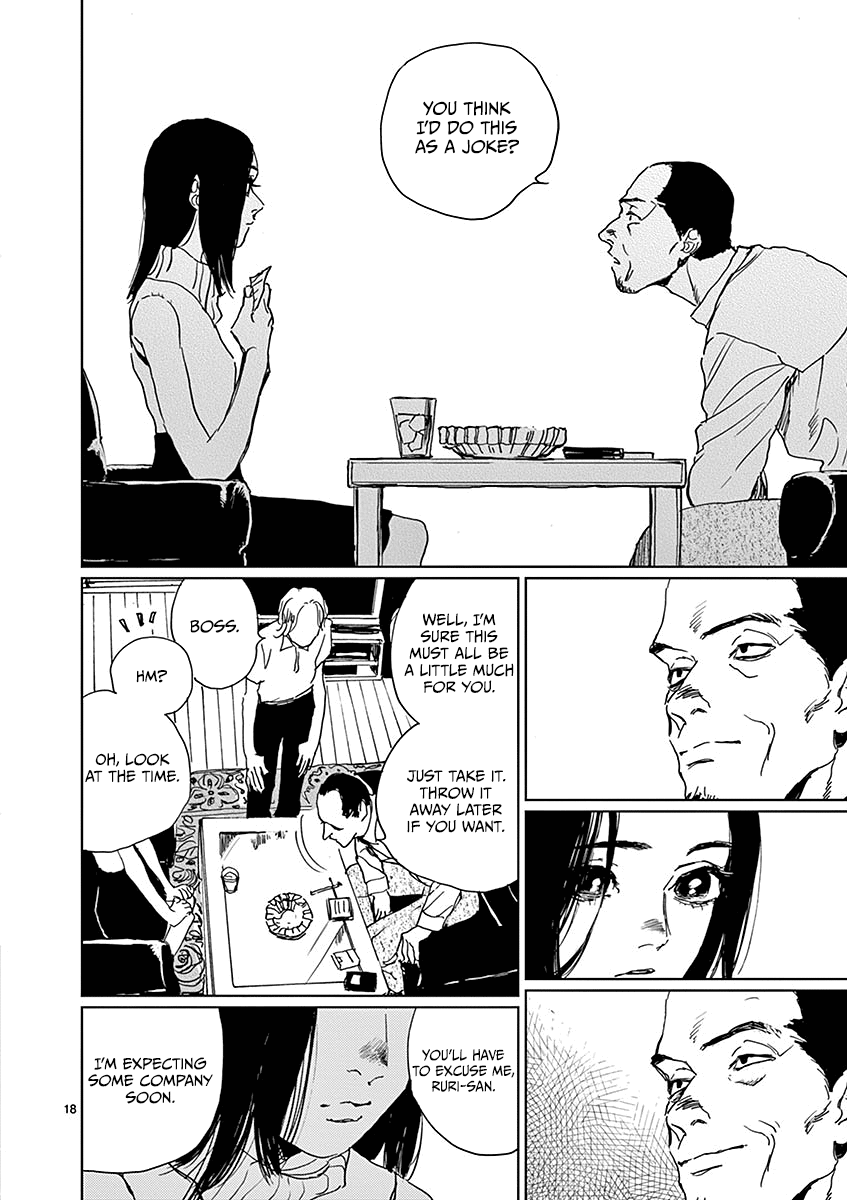 YOU THINK
I'D DO THIS
AS A JOKE?
WELL, I'M
SURE THIS
MUST ALL BE
A LITTLE MUCH
FOR YOU.
JUST TAKE IT.
THROW IT
AWAY LATER
IF YOU WANT.
BOSS.
HM?
OH, LOOK
AT THE TIME.
YOU'LL HAVE
TO EXCUSE ME,
RURI-SAN.
I'M EXPECTING
SOME COMPANY
SOON.
18